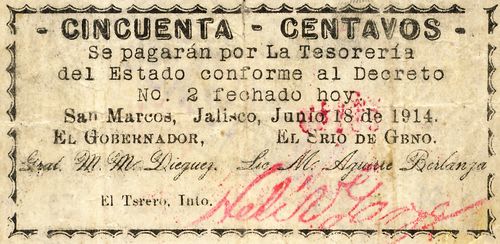 - CINCUENTA - CENTAVOS -
Se pagarán por La Tesorería
del Estado conforme al Decreto
No. 2 fechado hoy.
San Marcos, Jalisco, Junio 18 de 1914.
EL GOBERNADOR, EL SRIO DE GBNO.
Gral. M. M. Dieguez. Lic. M. Aguirre Berlanga
El Tsrero, Into.